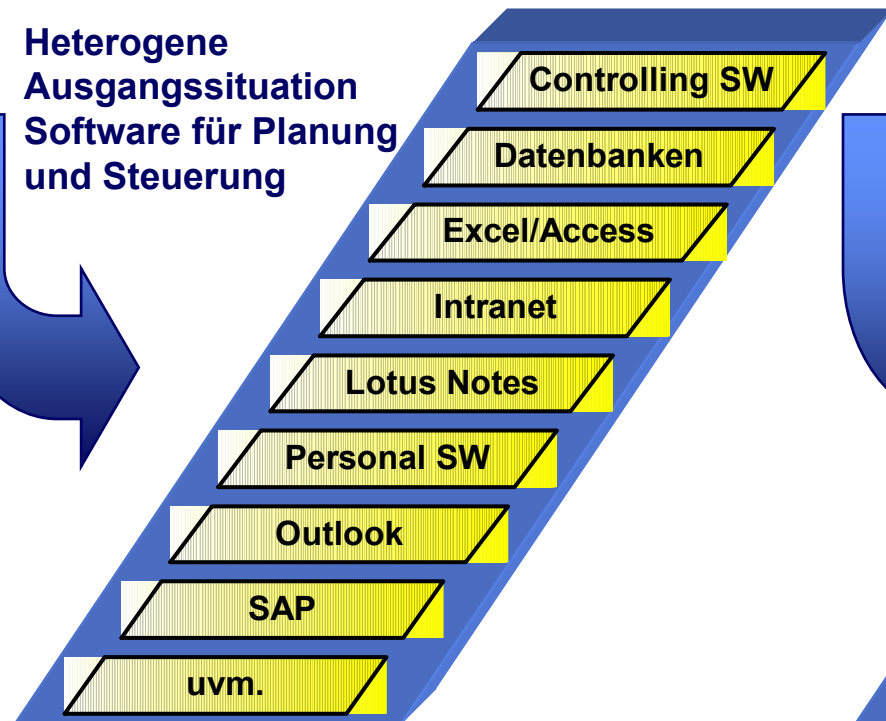 Heterogene
Ausgangssituation
Software für Planung
und Steuerung
Controlling SW
Datenbanken
Excel/Access
Intranet
Lotus Notes
Personal SW
Outlook
SAP
uvm.